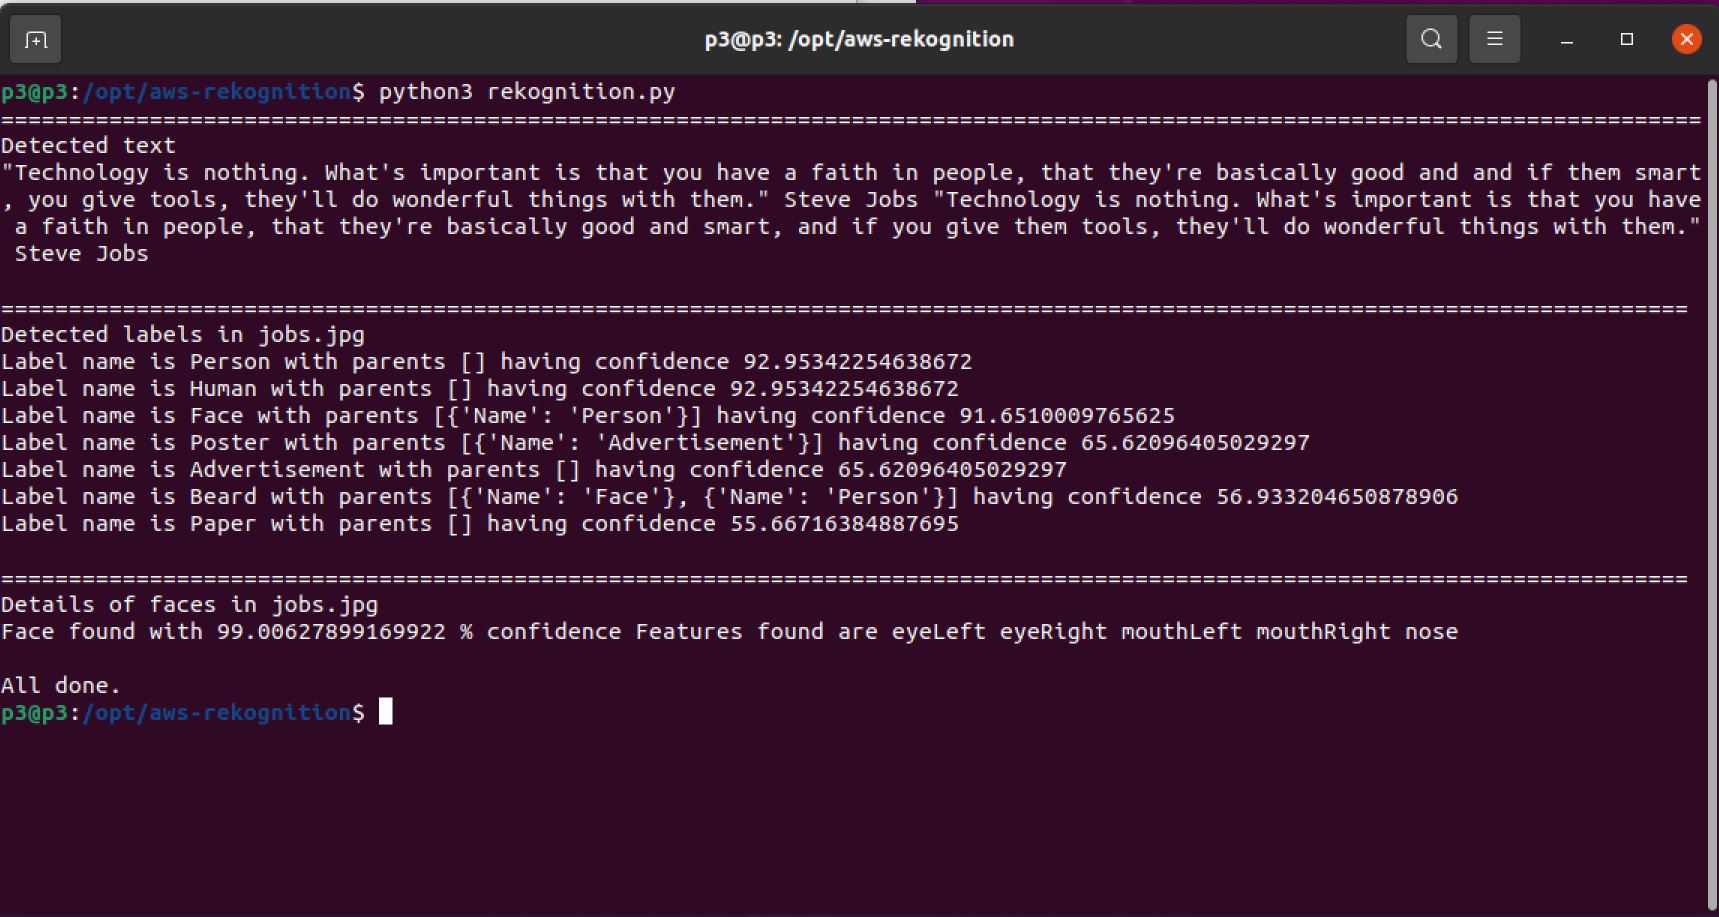 p3@p3: /opt/aws-rekognition
p3@p3:/opt/aws-rekognition$ python3 rekognition.py
==============================================================================================================================
Detected text
"Technology is nothing. What's important is that you have a faith in people, that they're basically good and and if them smart
, you give tools, they'll do wonderful things with them." Steve Jobs "Technology is nothing. What's important is that you have
 a faith in people, that they're basically good and smart, and if you give them tools, they'll do wonderful things with them."
 Steve Jobs
=============================================================================================================================
Detected labels in jobs.jpg
Label name is Person with parents [] having confidence 92.95342254638672
Label name is Human with parents [] having confidence 92.95342254638672
Label name is Face with parents [{'Name': 'Person'}] having confidence 91.6510009765625
Label name is Poster with parents [{'Name': 'Advertisement'}] having confidence 65.62096405029297
Label name is Advertisement with parents [] having confidence 65.62096405029297
Label name is Beard with parents [{'Name': 'Face'}, {'Name': 'Person'}] having confidence 56.933204650878906
Label name is Paper with parents [] having confidence 55.66716384887695
=============================================================================================================================
Details of faces in jobs.jpg
Face found with 99.00627899169922 % confidence Features found are eyeLeft eyeRight mouthLeft mouthRight nose
All done.
p3@p3:/opt/aws-rekognition$